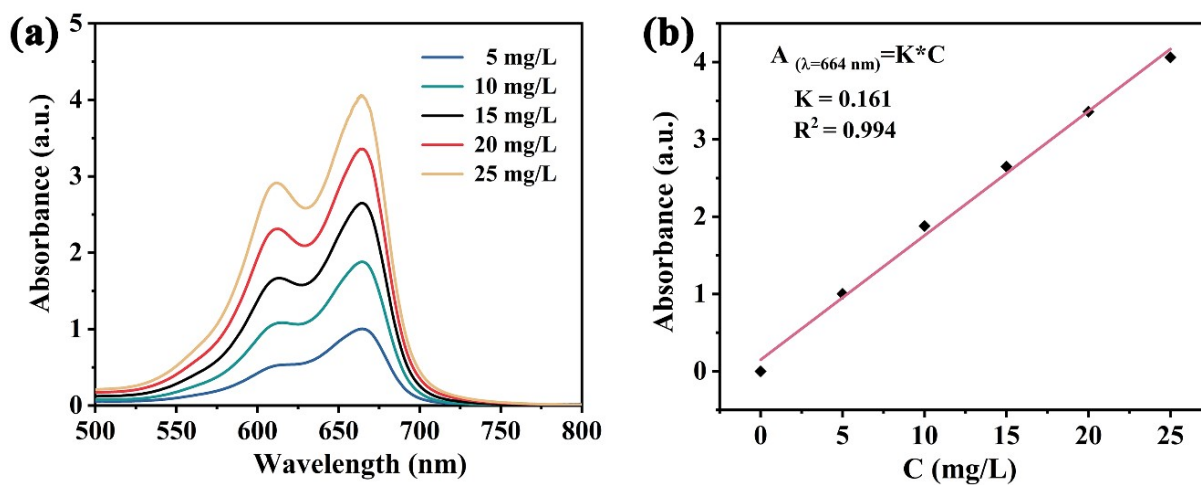 (a)
5
4
3
2
1
0
Absorbance (a.u.)
5 mg/L
10 mg/L
15 mg/L
20 mg/L
25 mg/L
500 550 600 650 700 750 800
Wavelength (nm)
(b)
4
3
2
1
0
Absorbance (a.u.)
A (λ=664 nm)=K*C
K = 0.161
R² = 0.994
0 5 10 15 20 25
C (mg/L)